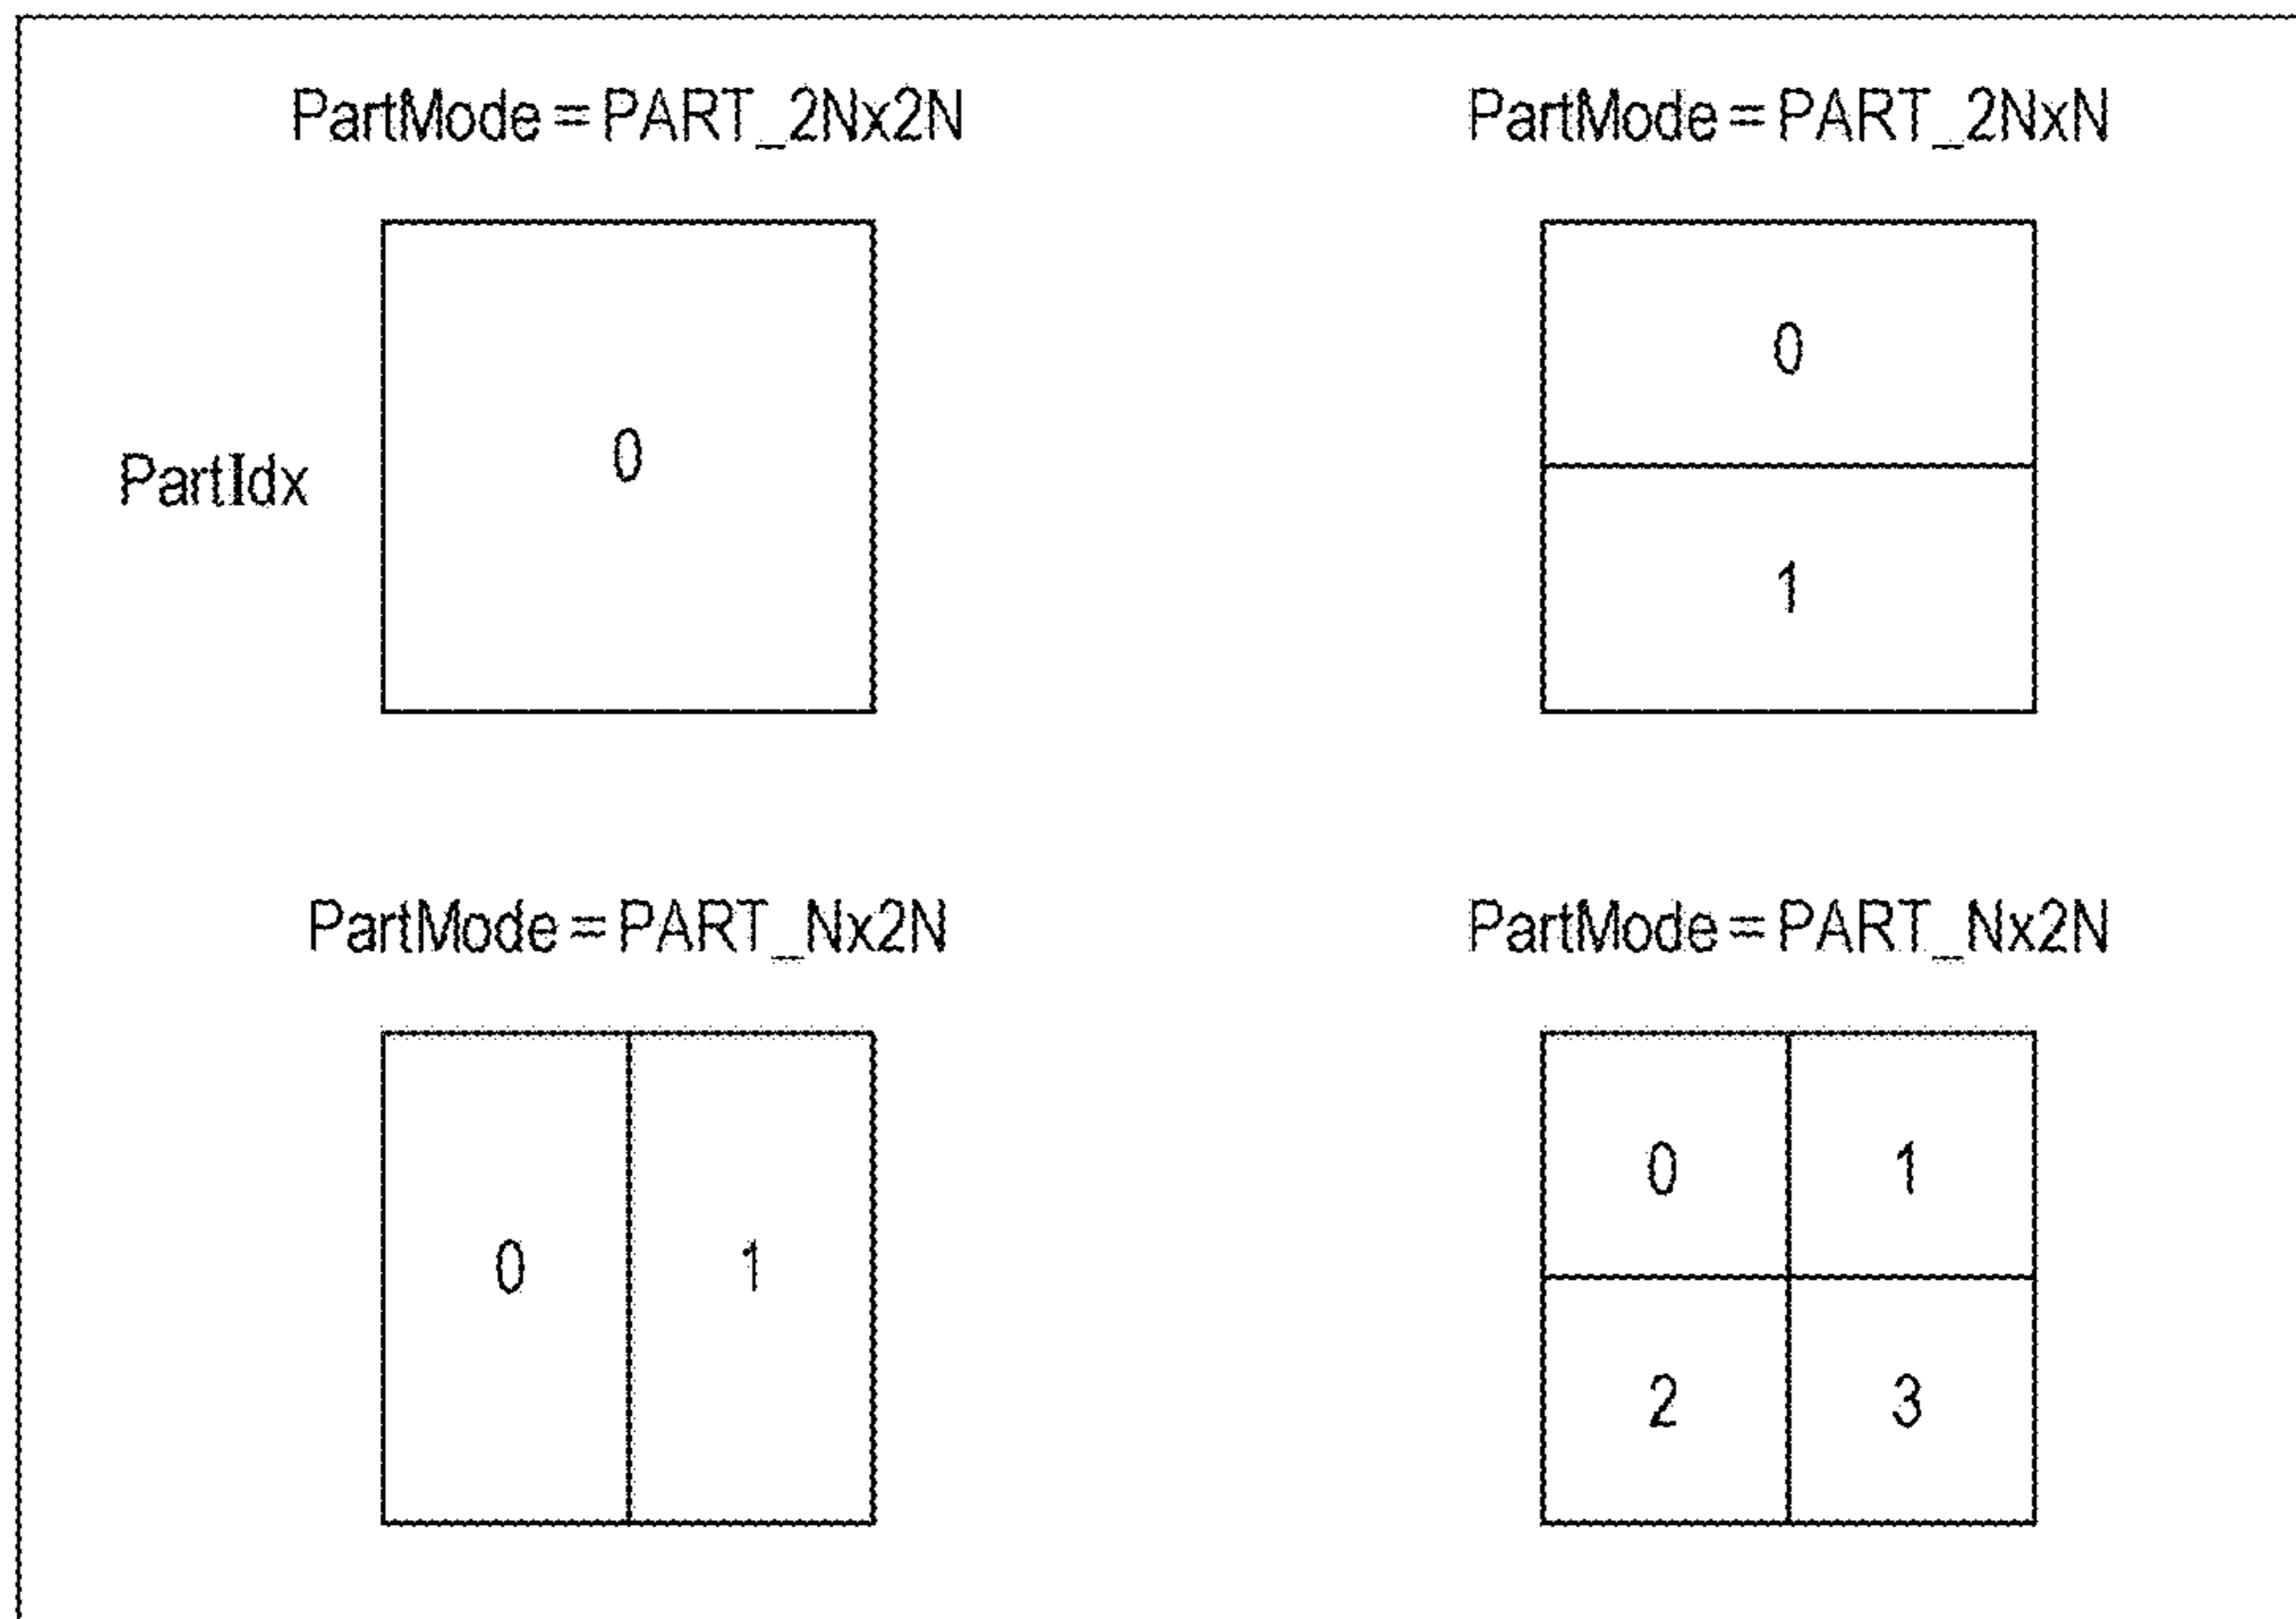 PartMode = PART_2Nx2N
PartMode = PART_2NxN
PartIdx
0
0
1
PartMode = PART_Nx2N
PartMode = PART_Nx2N
0
1
0
1
2
3